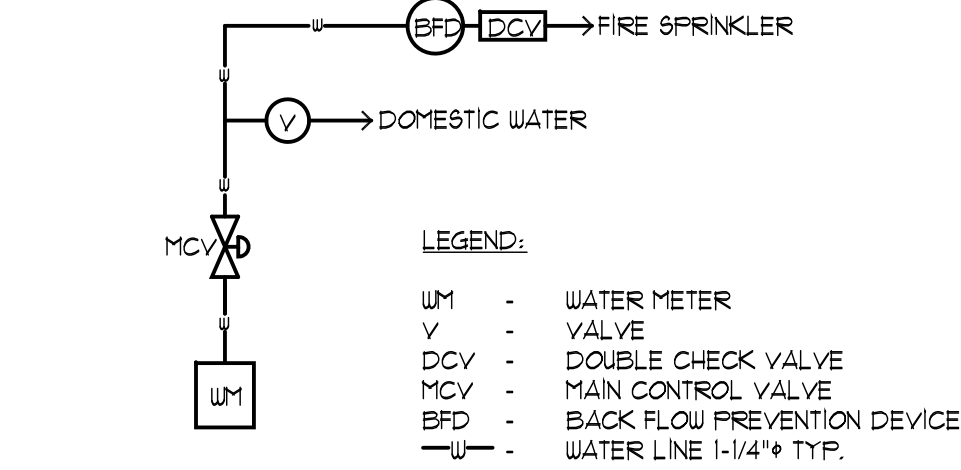 W BFD DCV FIRE SPRINKLER
W
V DOMESTIC WATER
W
MCV
W
WM
LEGEND:
WM - WATER METER
V - VALVE
DCV - DOUBLE CHECK VALVE
MCV - MAIN CONTROL VALVE
BFD - BACK FLOW PREVENTION DEVICE
W - WATER LINE 1-1/4"ϕ TYP.